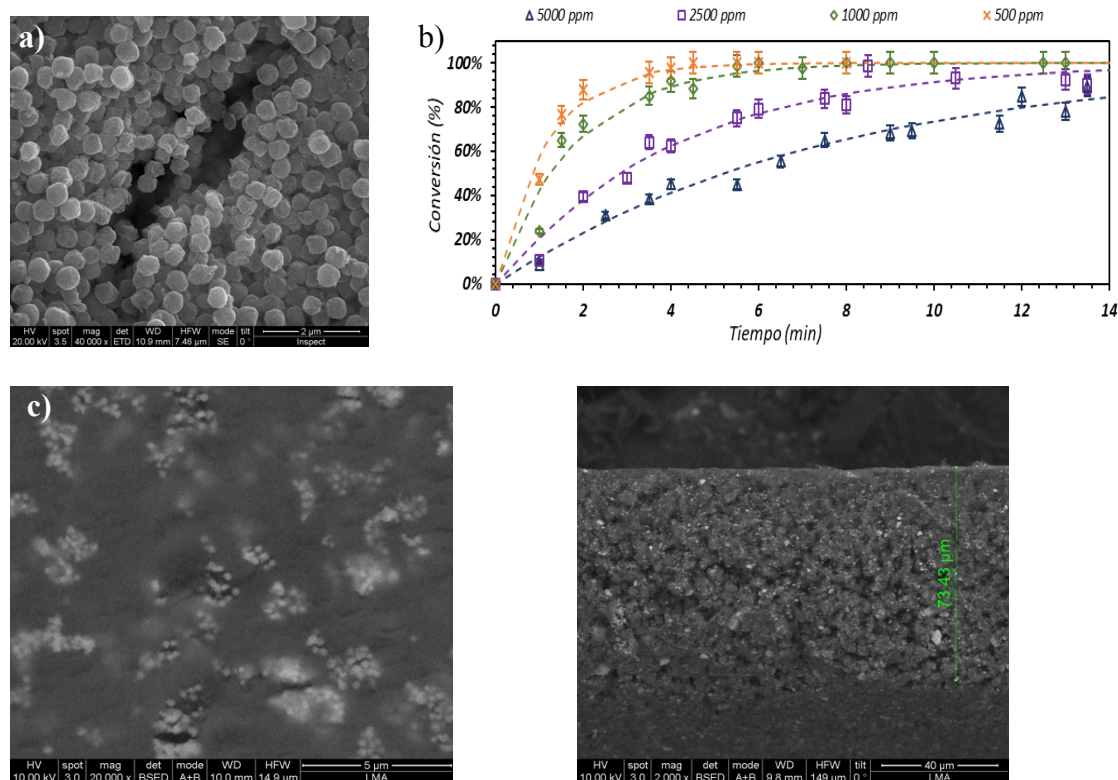 a)
HV spot mag det WD HFW mode tilt 2 µm
20.00 kV 3.5 40 000 x ETD 10.9 mm 7.46 µm SE 0 ° Inspect
5000 ppm 2500 ppm 1000 ppm 500 ppm
b)
100%
80%
60%
40%
20%
0%
Conversión (%)
0 2 4 6 8 10 12 14
Tiempo (min)
c)
HV spot mag det mode WD HFW 5 µm
10.00 kV 3.0 20 000 x BSED A+B 10.0 mm 14.9 µm LMA
73.43 µm
HV spot mag det mode WD HFW tilt 40 µm
10.00 kV 3.0 2 000 x BSED A+B 9.8 mm 149 µm 0 ° LMA